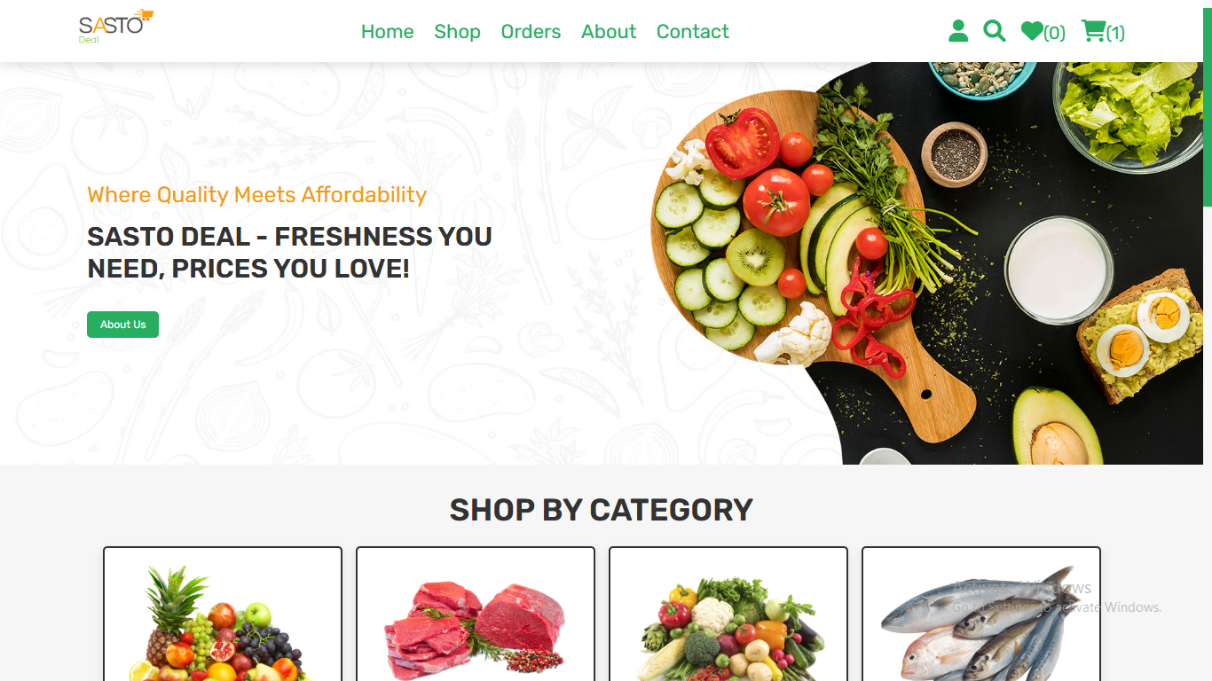 SASTO
Deal
Home Shop Orders About Contact
(0) (1)
Where Quality Meets Affordability
SASTO DEAL - FRESHNESS YOU
NEED, PRICES YOU LOVE!
About Us
SHOP BY CATEGORY
Activate Windows
Go to Settings to activate Windows.